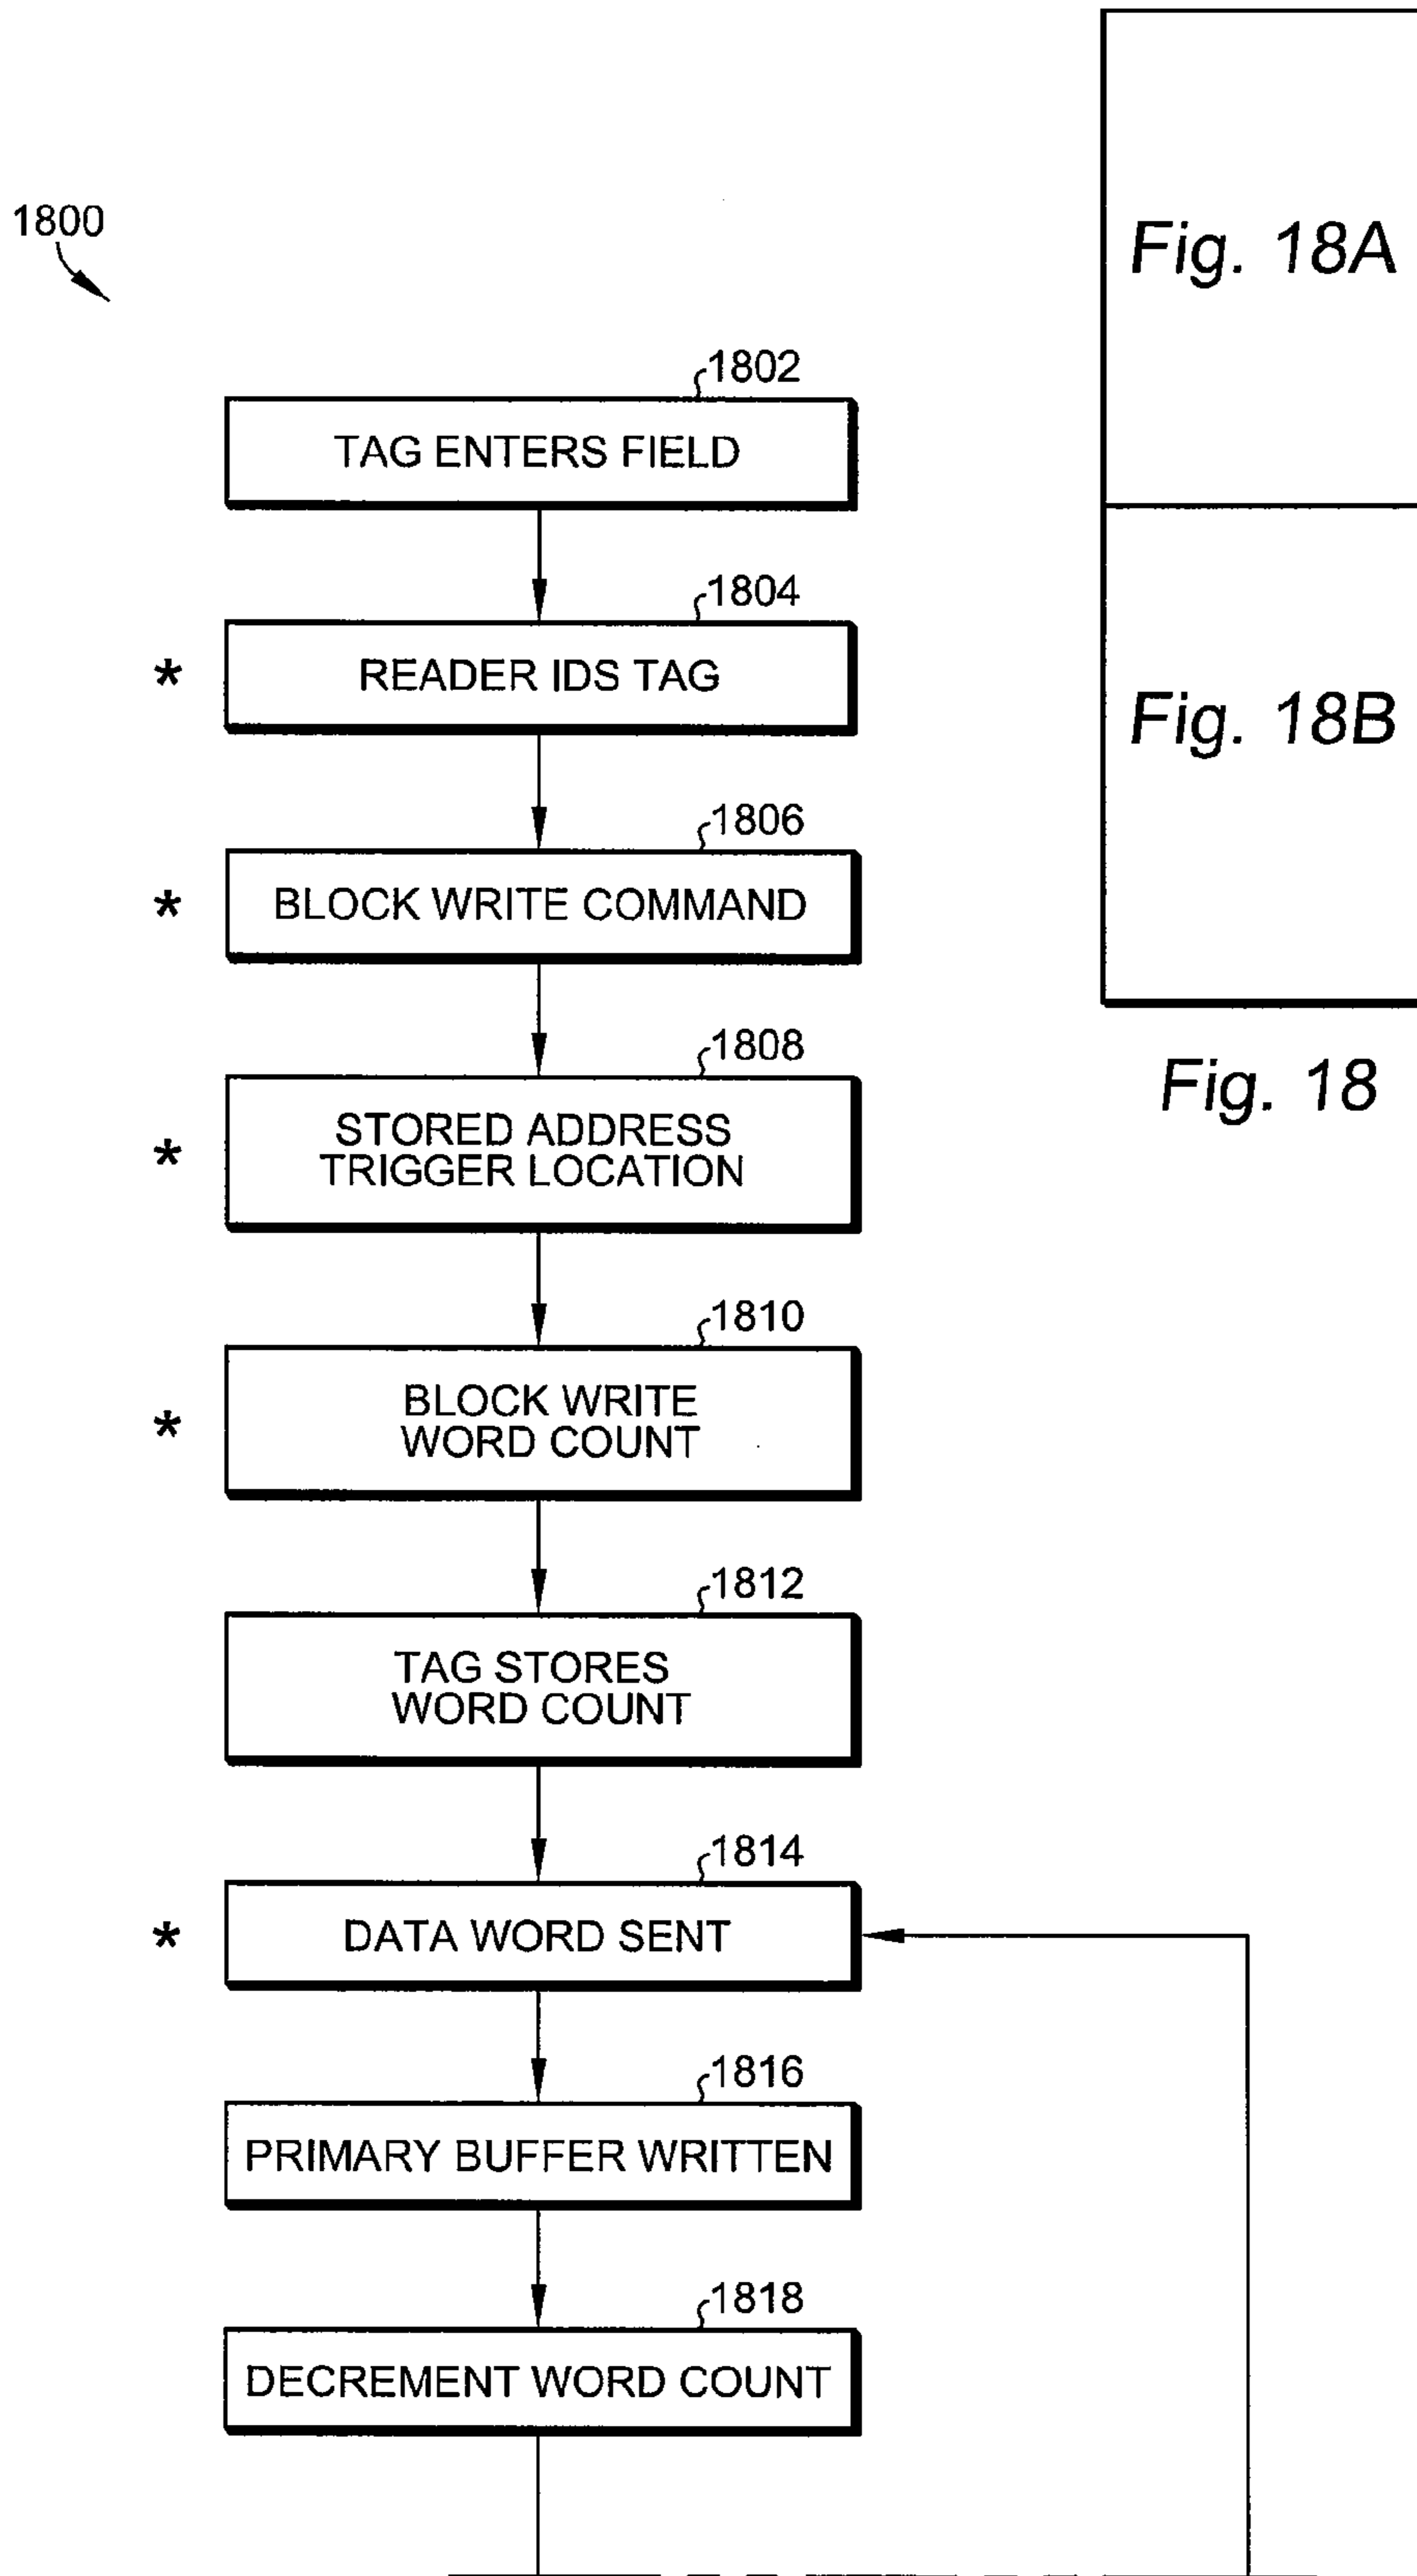 1800
Fig. 18A
Fig. 18B
Fig. 18
1802
TAG ENTERS FIELD
1804
* READER IDS TAG
1806
* BLOCK WRITE COMMAND
1808
* STORED ADDRESS
TRIGGER LOCATION
1810
* BLOCK WRITE
WORD COUNT
1812
TAG STORES
WORD COUNT
1814
* DATA WORD SENT
1816
PRIMARY BUFFER WRITTEN
1818
DECREMENT WORD COUNT